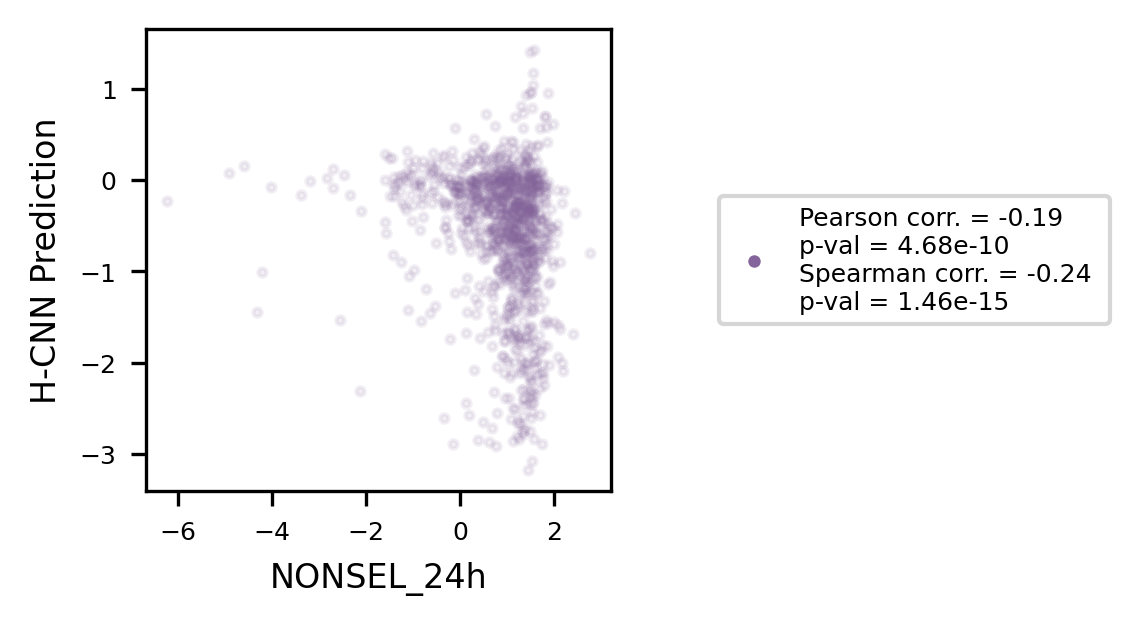 H-CNN Prediction
1
0
−1
−2
−3
−6
−4
−2
0
2
NONSEL_24h
Pearson corr. = -0.19
p-val = 4.68e-10
Spearman corr. = -0.24
p-val = 1.46e-15